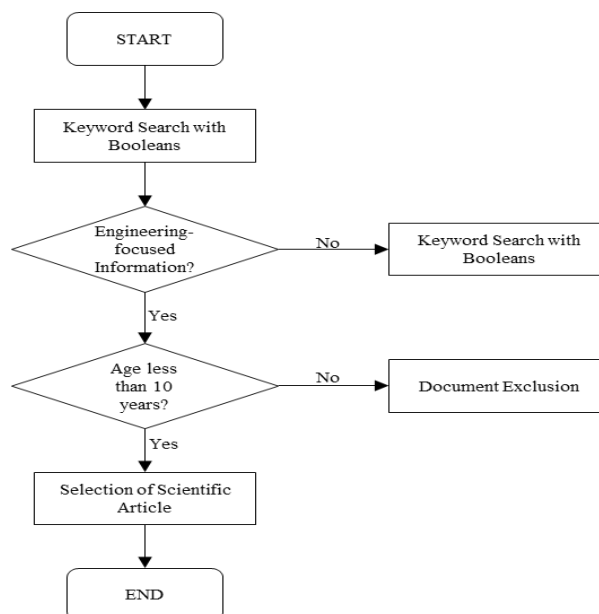 START
Keyword Search with
Booleans
Engineering-
focused
Information?
No
Keyword Search with
Booleans
Yes
Age less
than 10
years?
No
Document Exclusion
Yes
Selection of Scientific
Article
END